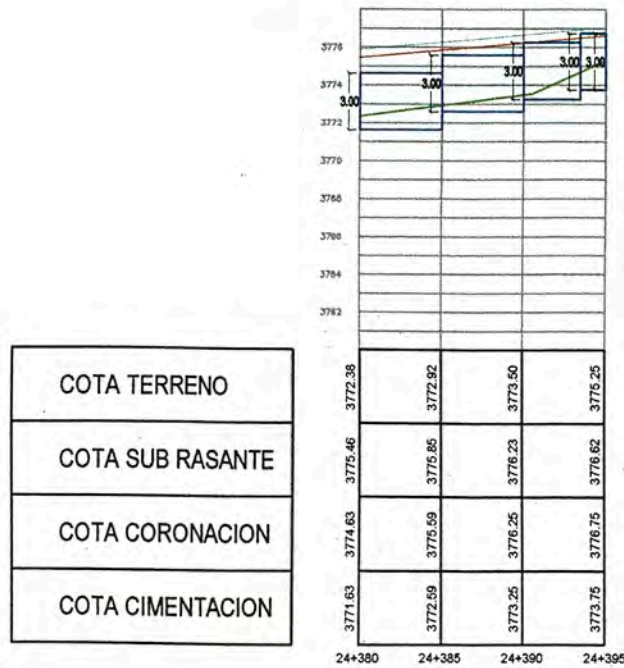 3776
3774
3772
3770
3768
3766
3764
3762
3.00
3.00
3.00
3.00
3.00
COTA TERRENO 3772.38 3772.92 3773.50 3775.25
COTA SUB RASANTE 3775.46 3775.85 3776.23 3776.62
COTA CORONACION 3774.63 3775.59 3776.25 3776.75
COTA CIMENTACION 3771.63 3772.59 3773.25 3773.75
24+380 24+385 24+390 24+395